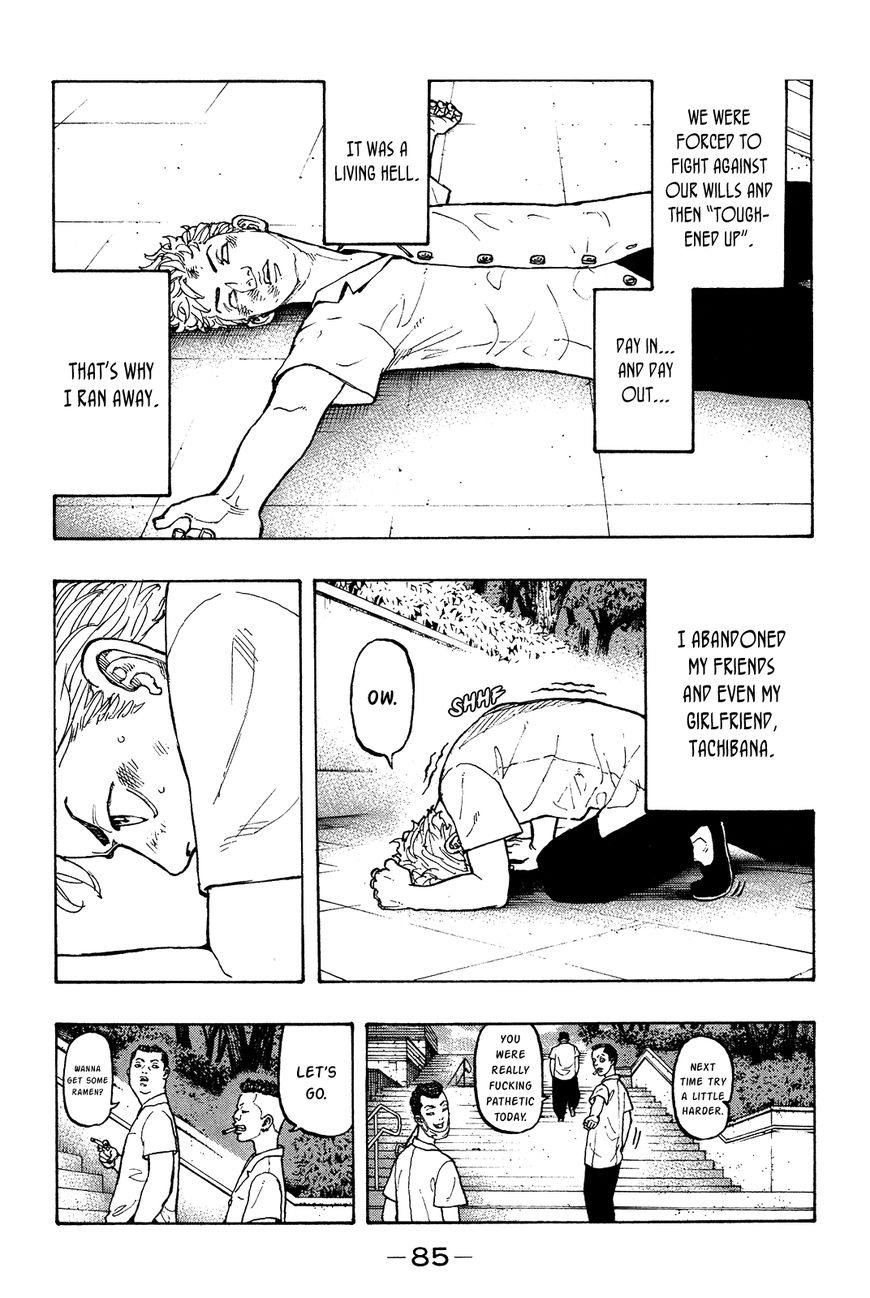 WE WERE
FORCED TO
FIGHT AGAINST
OUR WILLS AND
THEN "TOUGH-
ENED UP".
DAY IN...
AND DAY
OUT...
IT WAS A
LIVING HELL.
THAT'S WHY
I RAN AWAY.
I ABANDONED
MY FRIENDS
AND EVEN MY
GIRLFRIEND,
TACHIBANA.
SHHF
OW.
NEXT
TIME TRY
A LITTLE
HARDER.
YOU
WERE
REALLY
FUCKING
PATHETIC
TODAY.
LET'S
GO.
WANNA
GET SOME
RAMEN?
—85—